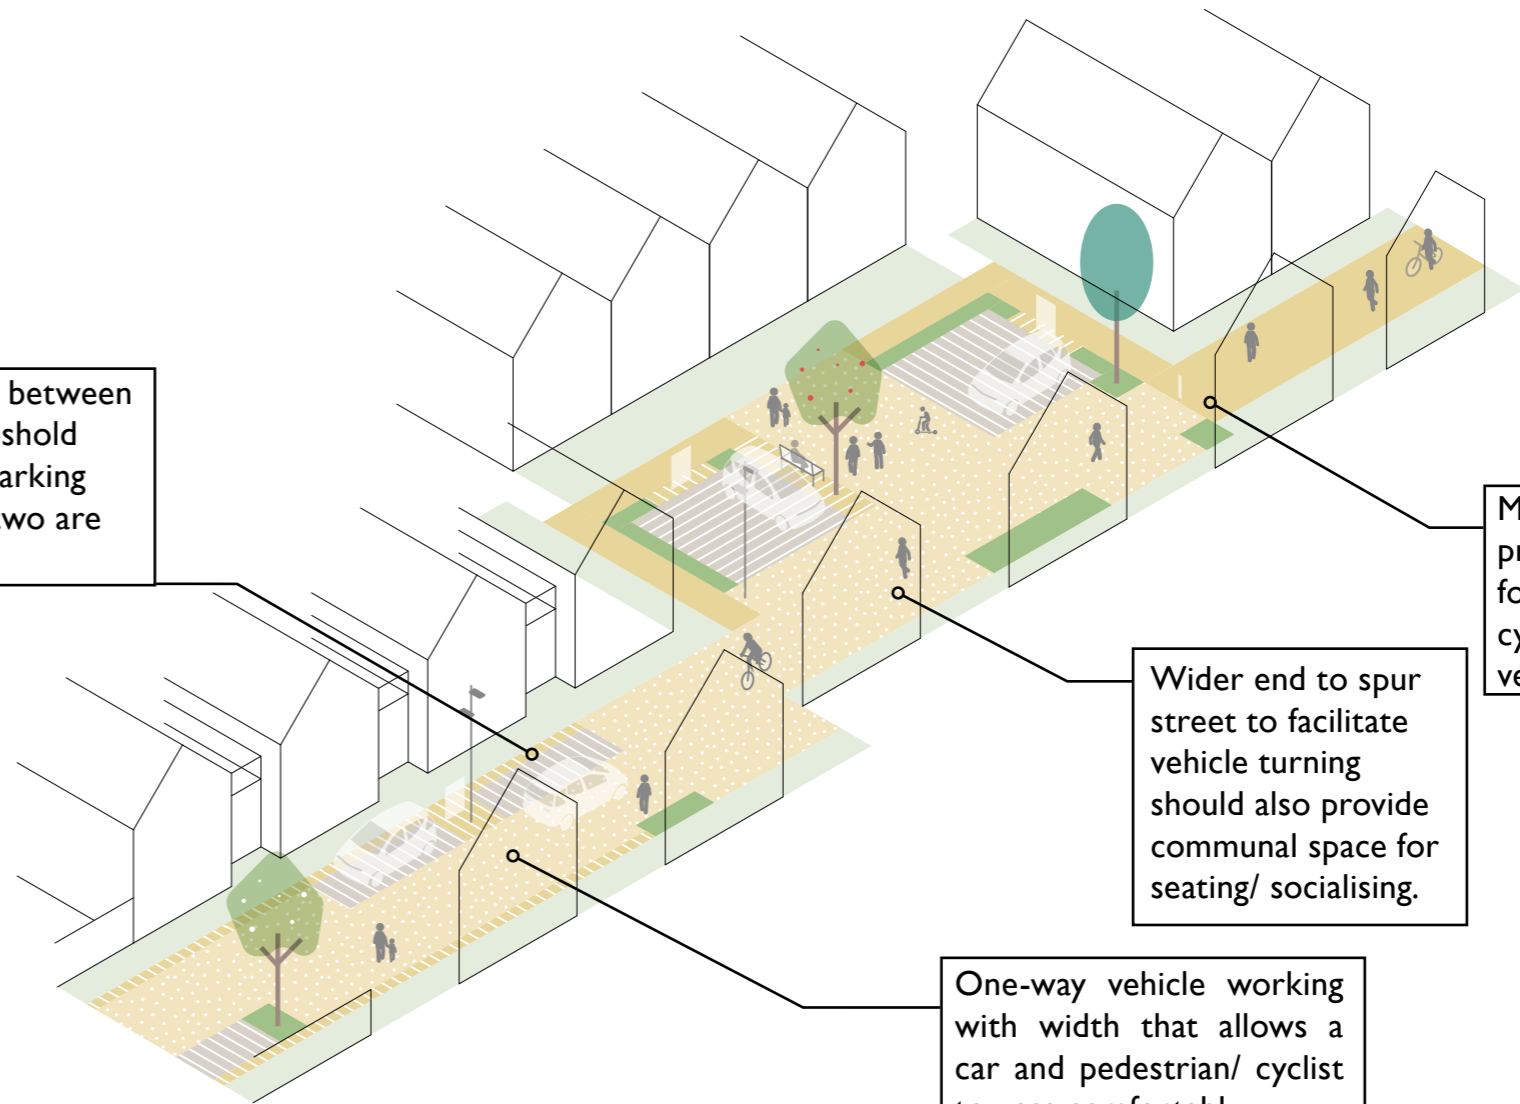 between
shold
arking
two are
M
pr
fo
cy
ve
Wider end to spur
street to facilitate
vehicle turning
should also provide
communal space for
seating/ socialising.
One-way vehicle working
with width that allows a
car and pedestrian/ cyclist